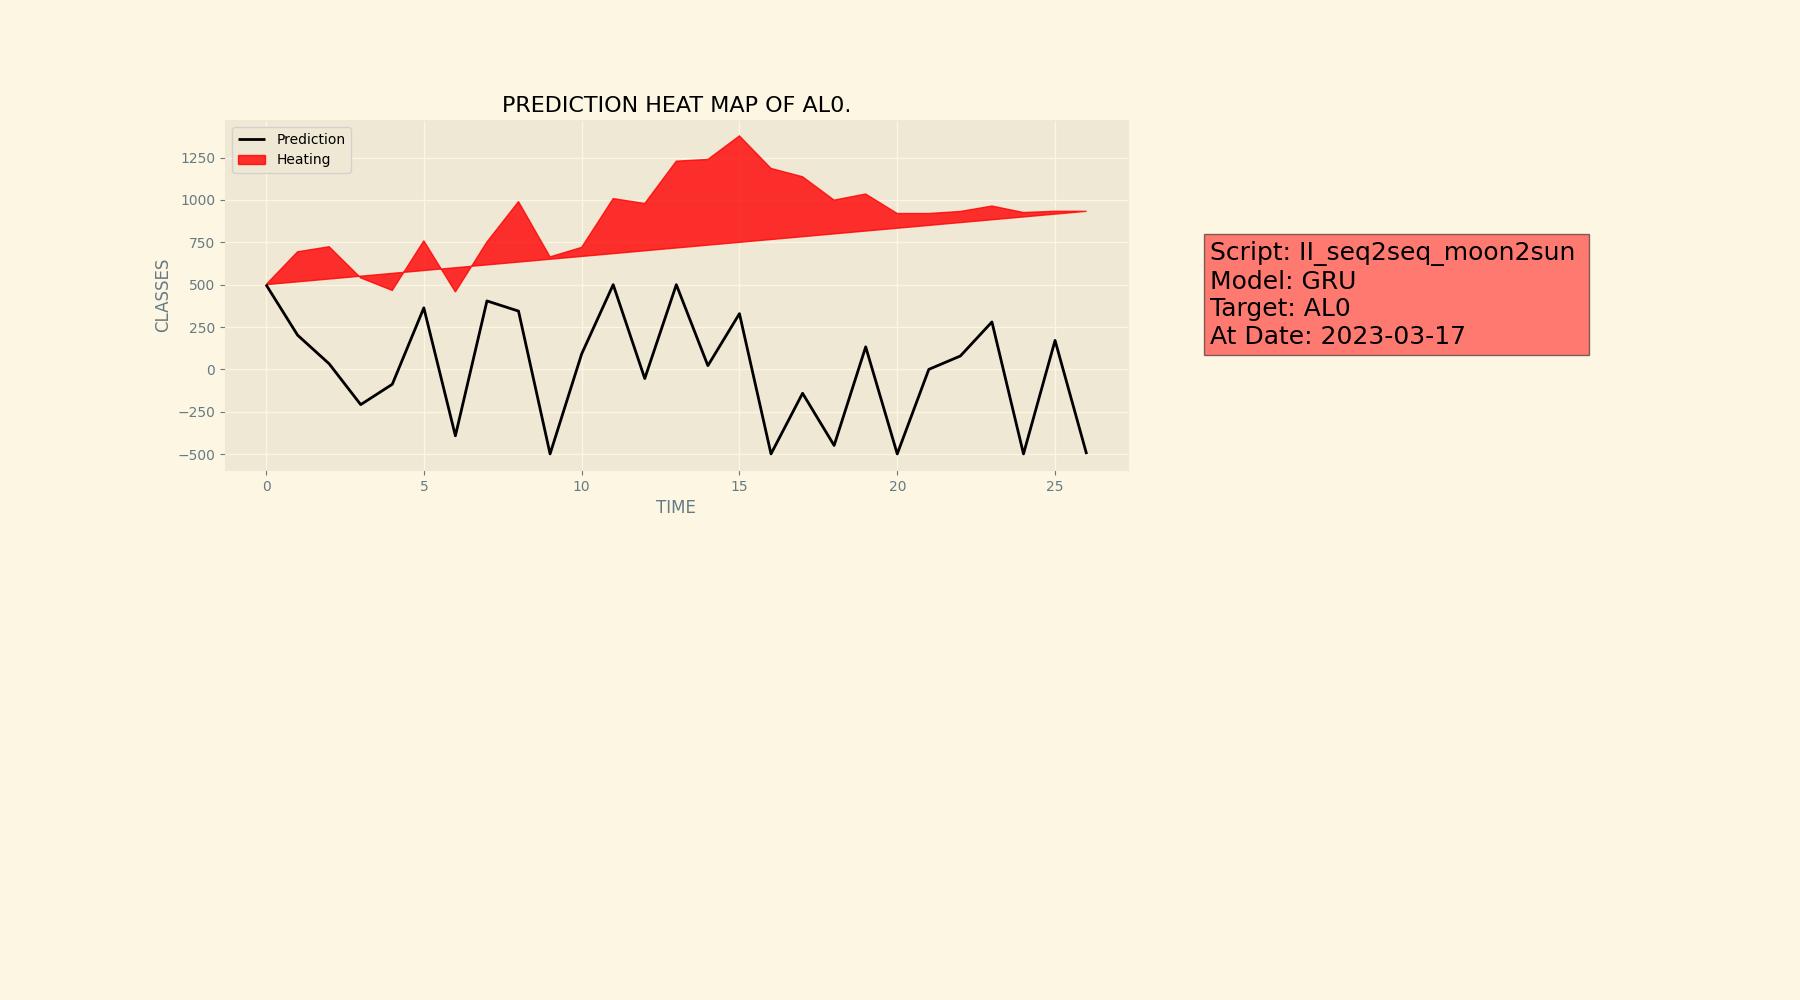 PREDICTION HEAT MAP OF AL0.
Prediction
Heating
1250
1000
750
500
250
0
−250
−500
CLASSES
0 5 10 15 20 25
TIME
Script: II_seq2seq_moon2sun
Model: GRU
Target: AL0
At Date: 2023-03-17